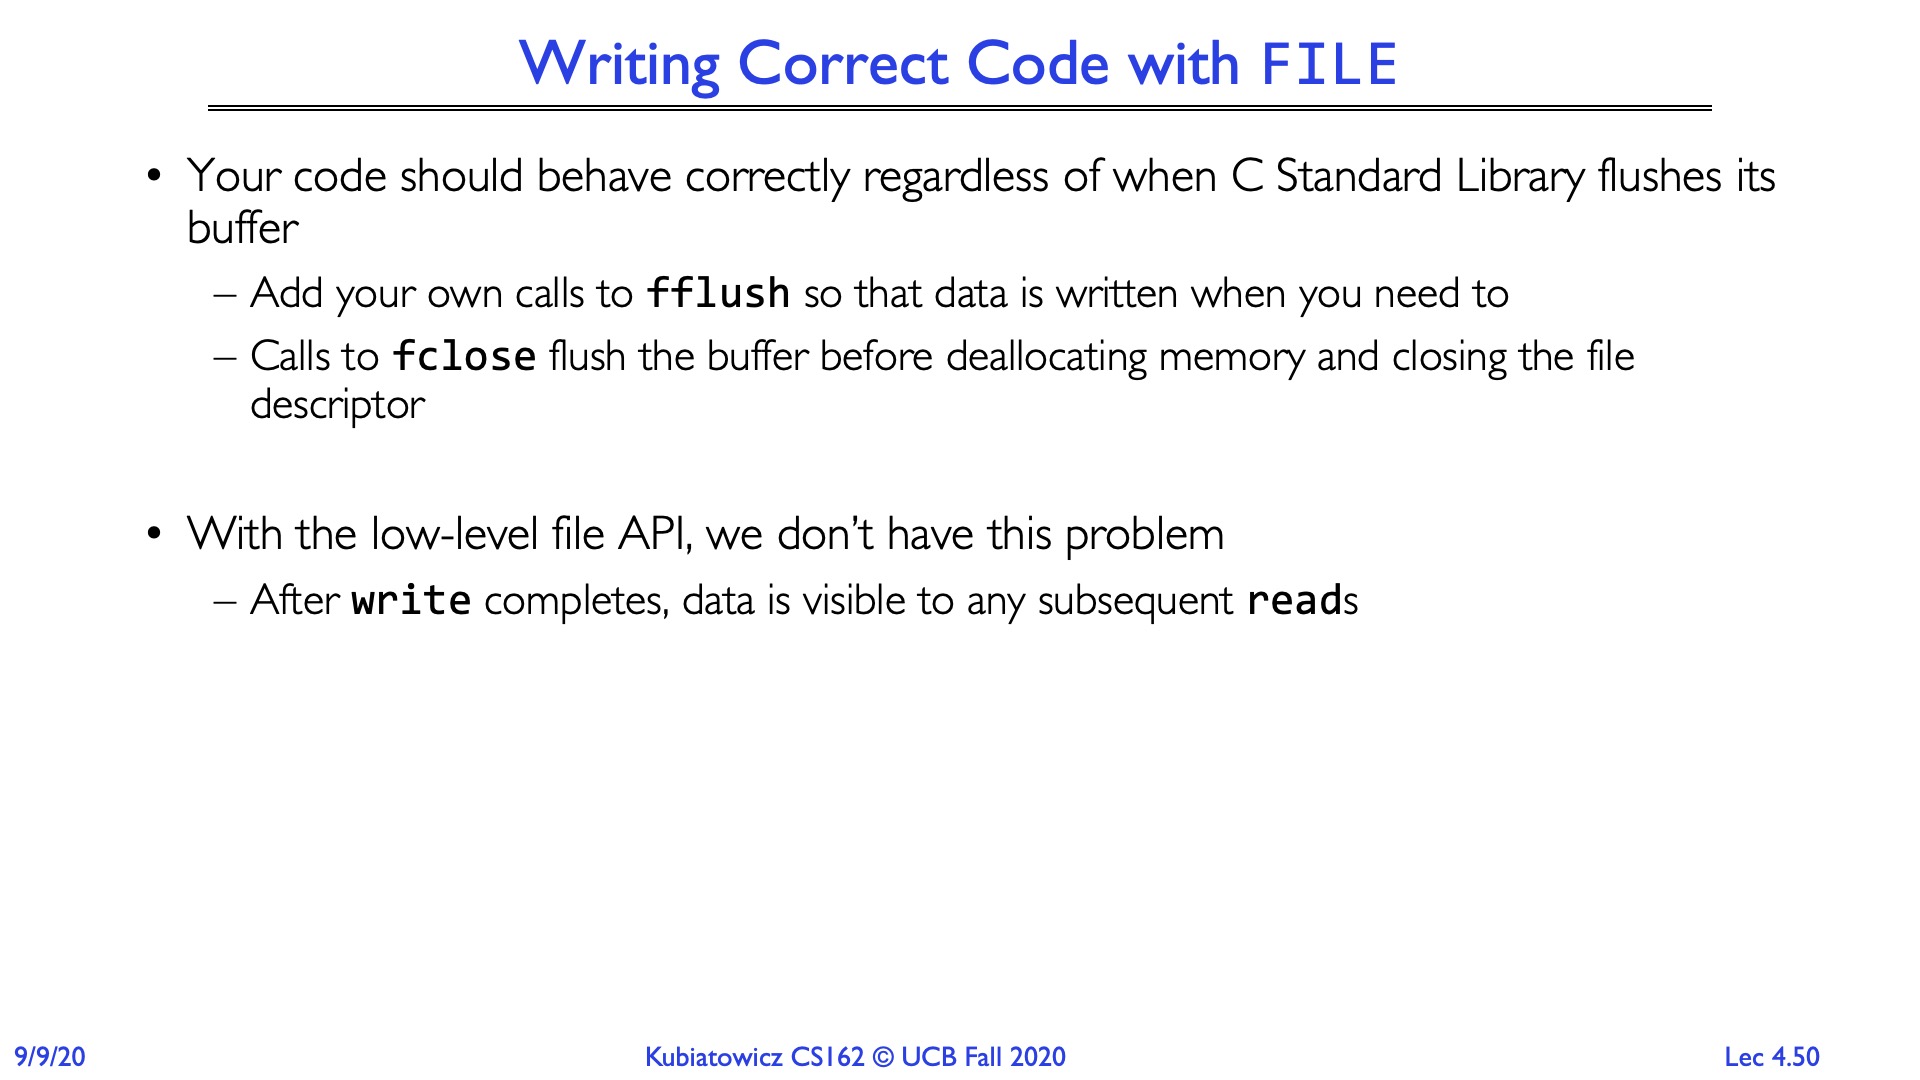 Writing Correct Code with FILE
• Your code should behave correctly regardless of when C Standard Library flushes its
buffer
– Add your own calls to fflush so that data is written when you need to
– Calls to fclose flush the buffer before deallocating memory and closing the file
descriptor
• With the low-level file API, we don’t have this problem
– After write completes, data is visible to any subsequent reads
9/9/20
Kubiatowicz CS162 © UCB Fall 2020
Lec 4.50